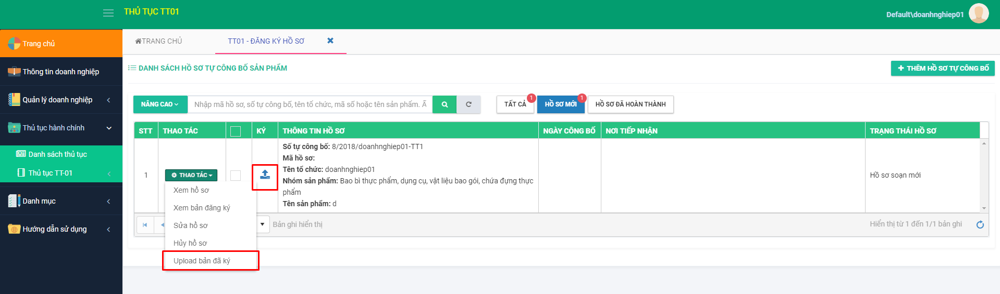 THỦ TỤC TT01
Default\doanhnghiep01
Trang chủ
Thông tin doanh nghiệp
Quản lý doanh nghiệp
Thủ tục hành chính
Danh sách thủ tục
Thủ tục TT-01
Danh mục
Hướng dẫn sử dụng
TRANG CHỦ
TT01 - ĐĂNG KÝ HỒ SƠ
DANH SÁCH HỒ SƠ TỰ CÔNG BỐ SẢN PHẨM
THÊM HỒ SƠ TỰ CÔNG BỐ
NÂNG CAO
Nhập mã hồ sơ, số tự công bố, tên tổ chức, mã số hoặc tên sản phẩm.
TẤT CẢ
1
HỒ SƠ MỚI
1
HỒ SƠ ĐÃ HOÀN THÀNH
STT THAO TÁC KÝ THÔNG TIN HỒ SƠ NGÀY CÔNG BỐ NƠI TIẾP NHẬN TRẠNG THÁI HỒ SƠ
1
THAO TÁC
Số tự công bố: 8/2018/doanhnghiep01-TT1
Mã hồ sơ:
Tên tổ chức: doanhnghiep01
Nhóm sản phẩm: Bao bì thực phẩm, dụng cụ, vật liệu bao gói, chứa đựng thực
phẩm
Tên sản phẩm: d
Hồ sơ soạn mới
Xem hồ sơ
Xem bản đăng ký
Sửa hồ sơ
Hủy hồ sơ
Upload bản đã ký
Bản ghi hiển thị
Hiển thị từ 1 đến 1/1 bản ghi